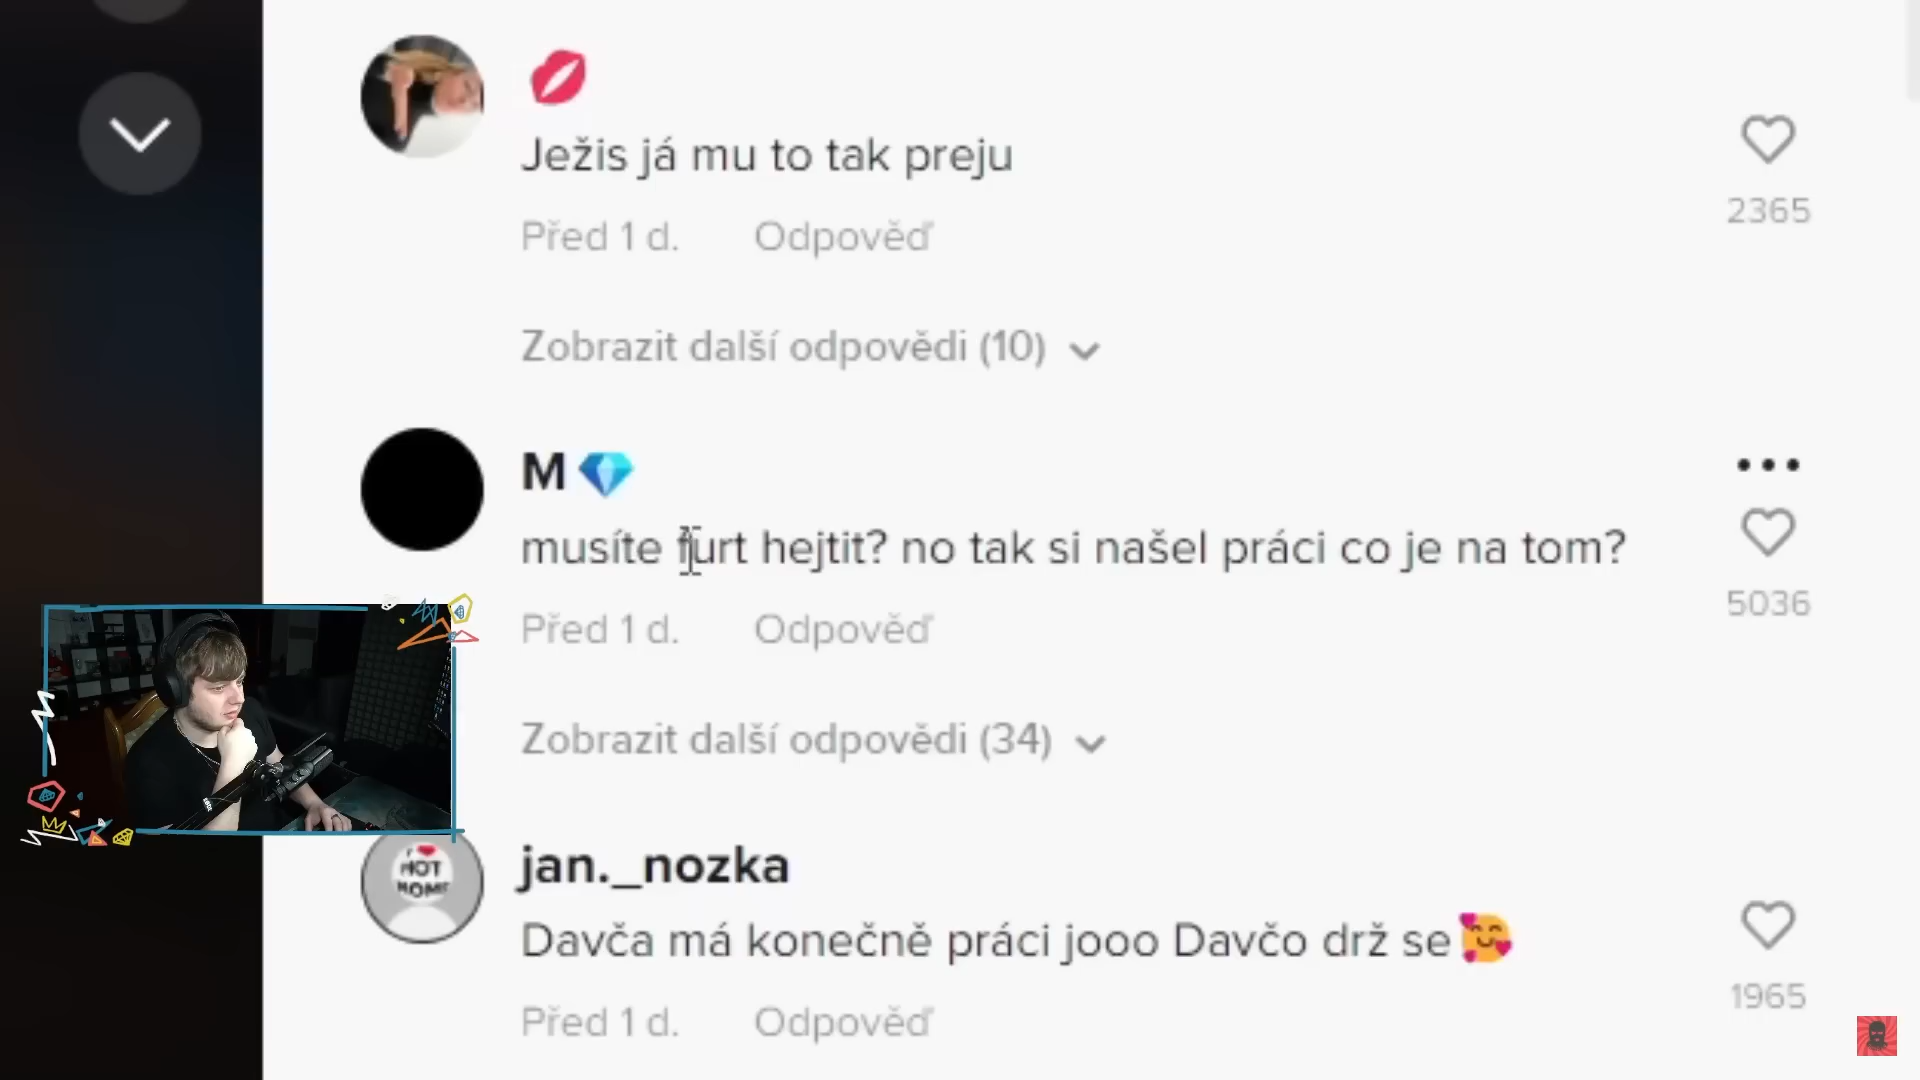 💋
Ježis já mu to tak preju
2365
Před 1 d. Odpověď
Zobrazit další odpovědi (10)
M💎
musíte furt hejtit? no tak si našel práci co je na tom?
5036
Před 1 d. Odpověď
Zobrazit další odpovědi (34)
HOT
jan._nozka
Davča má konečně práci jooo Davčo drž se🥰
1965
Před 1 d. Odpověď